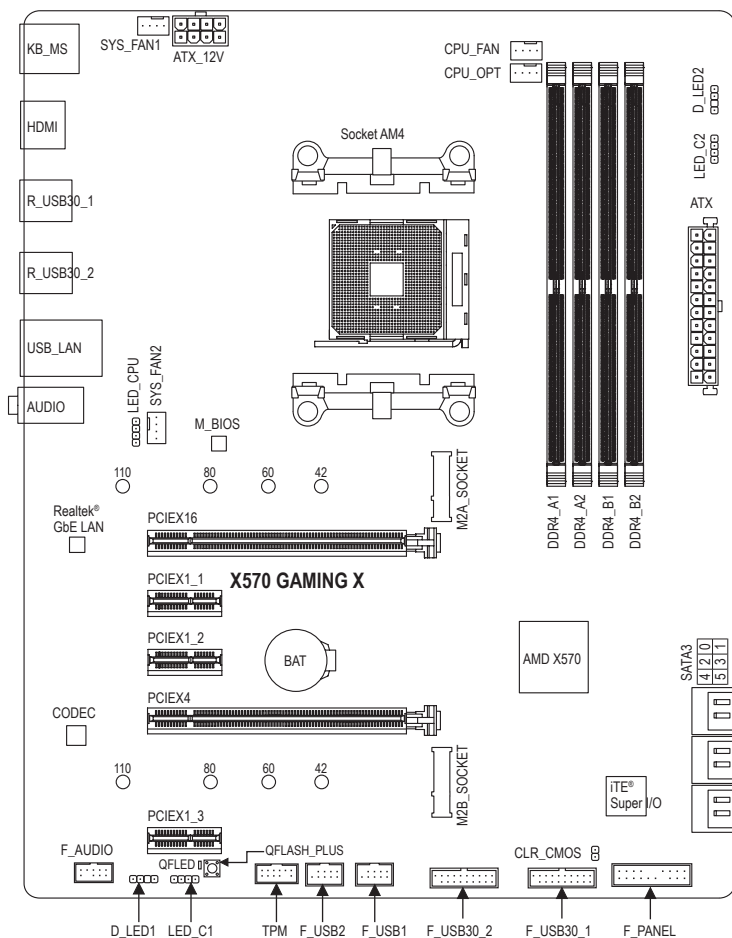 SYS_FAN1
ATX_12V
KB_MS
CPU_FAN
CPU_OPT
D_LED2
HDMI
Socket AM4
LED_C2
R_USB30_1
ATX
R_USB30_2
USB_LAN
LED_CPU
SYS_FAN2
AUDIO
M_BIOS
110 80 60 42
M2A_SOCKET
DDR4_A1
DDR4_A2
DDR4_B1
DDR4_B2
Realtek®
GbE LAN
PCIEX16
X570 GAMING X
PCIEX1_1
PCIEX1_2
BAT
AMD X570
SATA3
4 2 0
5 3 1
PCIEX4
CODEC
110 80 60 42
M2B_SOCKET
iTE®
Super I/O
PCIEX1_3
F_AUDIO
QFLED
QFLASH_PLUS
CLR_CMOS
D_LED1 LED_C1 TPM F_USB2 F_USB1 F_USB30_2 F_USB30_1 F_PANEL